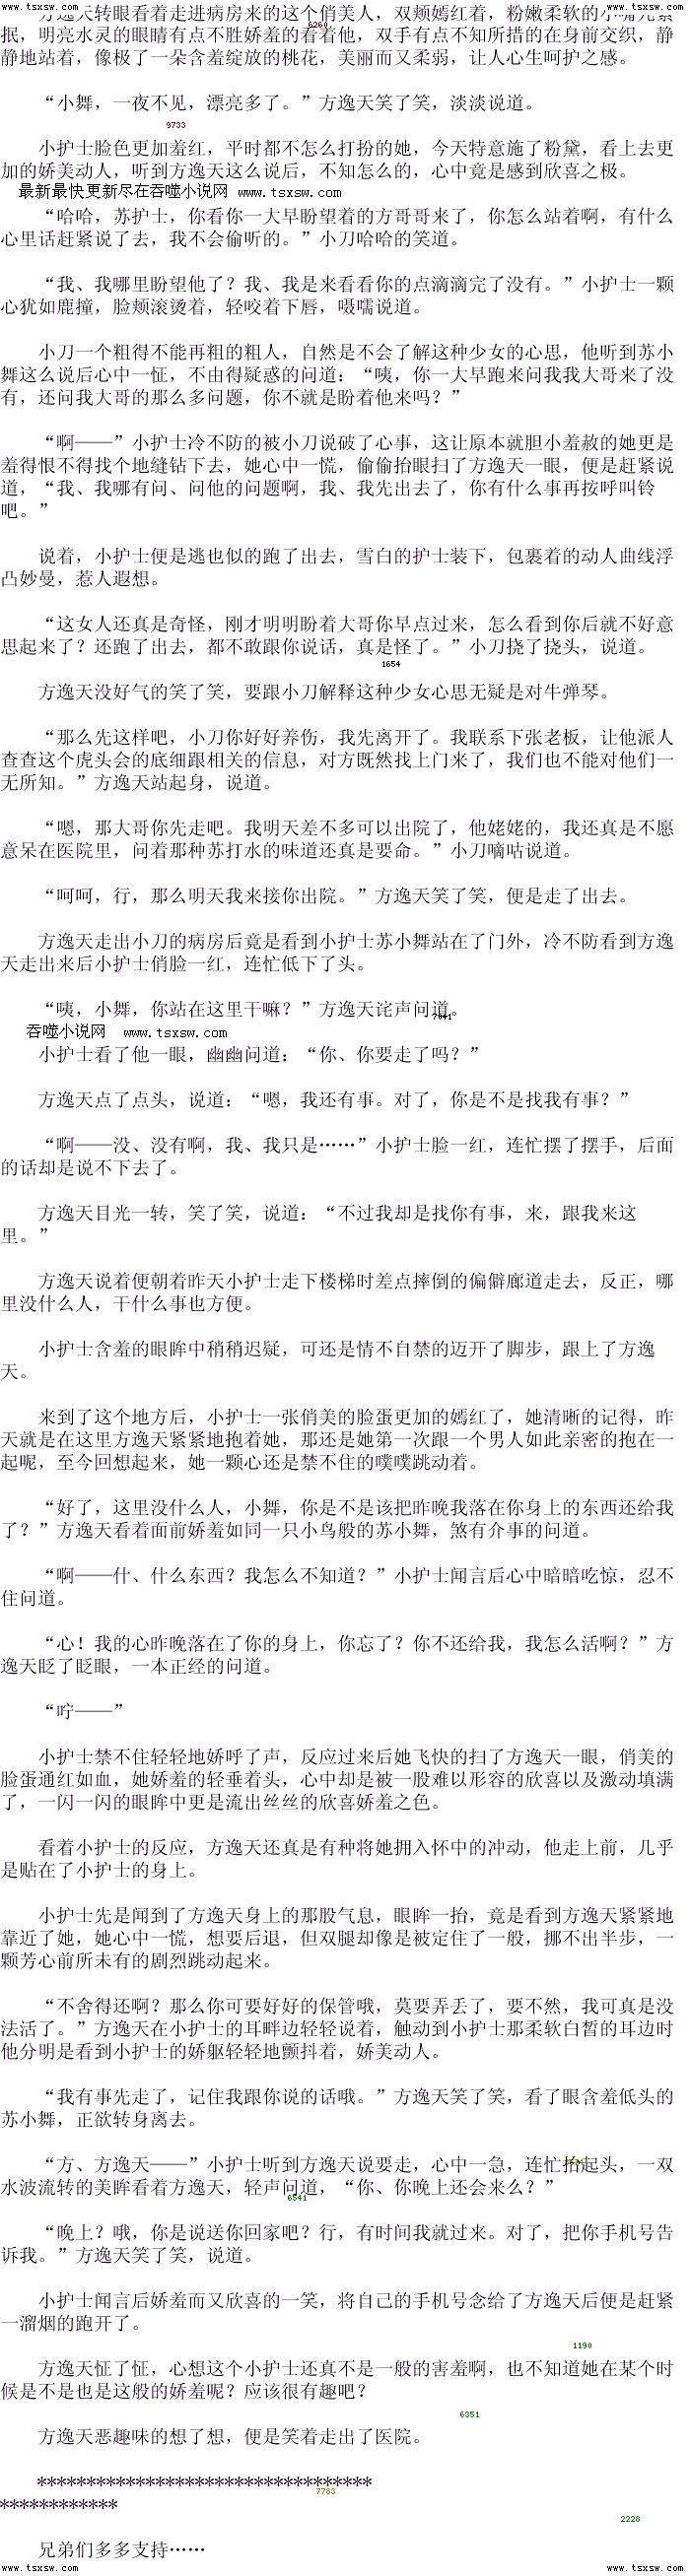 www.tsxsw.com www.tsxsw.com
方逸天转眼看着走进病房来的这个俏美人，双颊嫣红着，粉嫩柔软的小嘴儿紧
6260
抿，明亮水灵的眼睛有点不胜娇羞的看着他，双手有点不知所措的在身前交织，静
静地站着，像极了一朵含羞绽放的桃花，美丽而又柔弱，让人心生呵护之感。
“小舞，一夜不见，漂亮多了。”方逸天笑了笑，淡淡说道。
9733
小护士脸色更加羞红，平时都不怎么打扮的她，今天特意施了粉黛，看上去更
加的娇美动人，听到方逸天这么说后，不知怎么的，心中竟是感到欣喜之极。
最新最快更新尽在吞噬小说网 www.tsxsw.com
“哈哈，苏护士，你看你一大早盼望着的方哥哥来了，你怎么站着啊，有什么
心里话赶紧说了去，我不会偷听的。”小刀哈哈的笑道。
“我、我哪里盼望他了？我、我是来看看你的点滴滴完了没有。”小护士一颗
心犹如鹿撞，脸颊滚烫着，轻咬着下唇，嗫嚅说道。
小刀一个粗得不能再粗的粗人，自然是不会了解这种少女的心思，他听到苏小
舞这么说后心中一怔，不由得疑惑的问道：“咦，你一大早跑来问我我大哥来了没
有，还问我大哥的那么多问题，你不就是盼着他来吗？”
“啊——”小护士冷不防的被小刀说破了心事，这让原本就胆小羞赦的她更是
羞得恨不得找个地缝钻下去，她心中一慌，偷偷抬眼扫了方逸天一眼，便是赶紧说
道，“我、我哪有问、问他的问题啊，我、我先出去了，你有什么事再按呼叫铃
吧。”
说着，小护士便是逃也似的跑了出去，雪白的护士装下，包裹着的动人曲线浮
凸妙曼，惹人遐想。
“这女人还真是奇怪，刚才明明盼着大哥你早点过来，怎么看到你后就不好意
思起来了？还跑了出去，都不敢跟你说话，真是怪了。”小刀挠了挠头，说道。
1654
方逸天没好气的笑了笑，要跟小刀解释这种少女心思无疑是对牛弹琴。
“那么先这样吧，小刀你好好养伤，我先离开了。我联系下张老板，让他派人
查查这个虎头会的底细跟相关的信息，对方既然找上门来了，我们也不能对他们一
无所知。”方逸天站起身，说道。
“嗯，那大哥你先走吧。我明天差不多可以出院了，他姥姥的，我还真是不愿
意呆在医院里，问着那种苏打水的味道还真是要命。”小刀嘀咕说道。
“呵呵，行，那么明天我来接你出院。”方逸天笑了笑，便是走了出去。
方逸天走出小刀的病房后竟是看到小护士苏小舞站在了门外，冷不防看到方逸
天走出来后小护士俏脸一红，连忙低下了头。
“咦，小舞，你站在这里干嘛？”方逸天诧声问道。
吞噬小说网 www.tsxsw.com
小护士看了他一眼，幽幽问道：“你、你要走了吗？”
方逸天点了点头，说道：“嗯，我还有事。对了，你是不是找我有事？”
“啊——没、没有啊，我、我只是……”小护士脸一红，连忙摆了摆手，后面
的话却是说不下去了。
方逸天目光一转，笑了笑，说道：“不过我却是找你有事，来，跟我来这
里。”
方逸天说着便朝着昨天小护士走下楼梯时差点摔倒的偏僻廊道走去，反正，哪
里没什么人，干什么事也方便。
小护士含羞的眼眸中稍稍迟疑，可还是情不自禁的迈开了脚步，跟上了方逸
天。
来到了这个地方后，小护士一张俏美的脸蛋更加的嫣红了，她清晰的记得，昨
天就是在这里方逸天紧紧地抱着她，那还是她第一次跟一个男人如此亲密的抱在一
起呢，至今回想起来，她一颗心还是禁不住的噗噗跳动着。
“好了，这里没什么人，小舞，你是不是该把昨晚我落在你身上的东西还给我
了？”方逸天看着面前娇羞如同一只小鸟般的苏小舞，煞有介事的问道。
“啊——什、什么东西？我怎么不知道？”小护士闻言后心中暗暗吃惊，忍不
住问道。
“心！我的心昨晚落在了你的身上，你忘了？你不还给我，我怎么活啊？”方
逸天眨了眨眼，一本正经的问道。
“咛——”
小护士禁不住轻轻地娇呼了声，反应过来后她飞快的扫了方逸天一眼，俏美的
脸蛋通红如血，她娇羞的轻垂着头，心中却是被一股难以形容的欣喜以及激动填满
了，一闪一闪的眼眸中更是流出丝丝的欣喜娇羞之色。
看着小护士的反应，方逸天还真是有种将她拥入怀中的冲动，他走上前，几乎
是贴在了小护士的身上。
小护士先是闻到了方逸天身上的那股气息，眼眸一抬，竟是看到方逸天紧紧地
靠近了她，她心中一慌，想要后退，但双腿却像是被定住了一般，挪不出半步，一
颗芳心前所未有的剧烈跳动起来。
“不舍得还啊？那么你可要好好的保管哦，莫要弄丢了，要不然，我可真是没
法活了。”方逸天在小护士的耳畔边轻轻说着，触动到小护士那柔软白皙的耳边时
他分明是看到小护士的娇躯轻轻地颤抖着，娇美动人。
“我有事先走了，记住我跟你说的话哦。”方逸天笑了笑，看了眼含羞低头的
苏小舞，正欲转身离去。
“方、方逸天——”小护士听到方逸天说要走，心中一急，连忙抬起头，一双
水波流转的美眸看着方逸天，轻声问道，“你、你晚上还会来么？”
6541
“晚上？哦，你是说送你回家吧？行，有时间我就过来。对了，把你手机号告
诉我。”方逸天笑了笑，说道。
小护士闻言后娇羞而又欣喜的一笑，将自己的手机号念给了方逸天后便是赶紧
一溜烟的跑开了。
1190
方逸天怔了怔，心想这个小护士还真不是一般的害羞啊，也不知道她在某个时
候是不是也是这般的娇羞呢？应该很有趣吧？
6351
方逸天恶趣味的想了想，便是笑着走出了医院。
**********************************
7783
************
2228
兄弟们多多支持……
www.tsxsw.com www.tsxsw.com